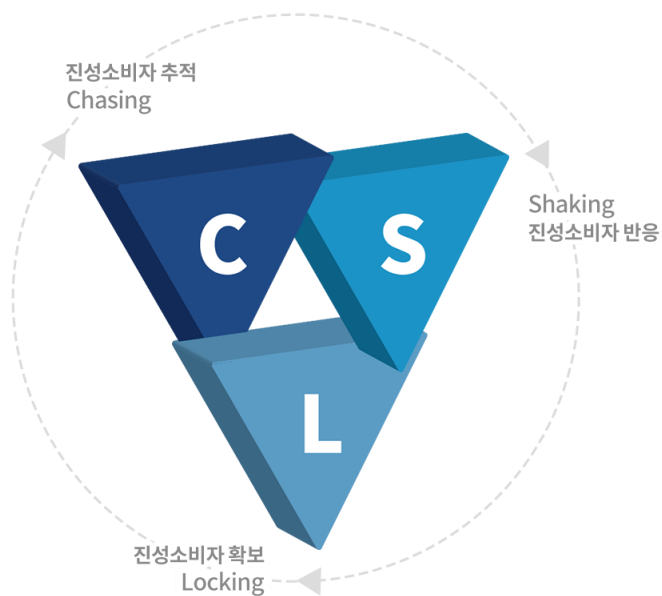 진성소비자 추적
Chasing
C
S
Shaking
진성소비자 반응
L
진성소비자 확보
Locking